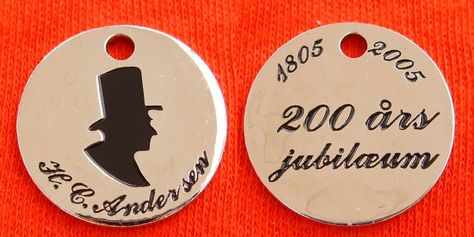 H. C. Andersen
1805 2005
200 års
jubilæum